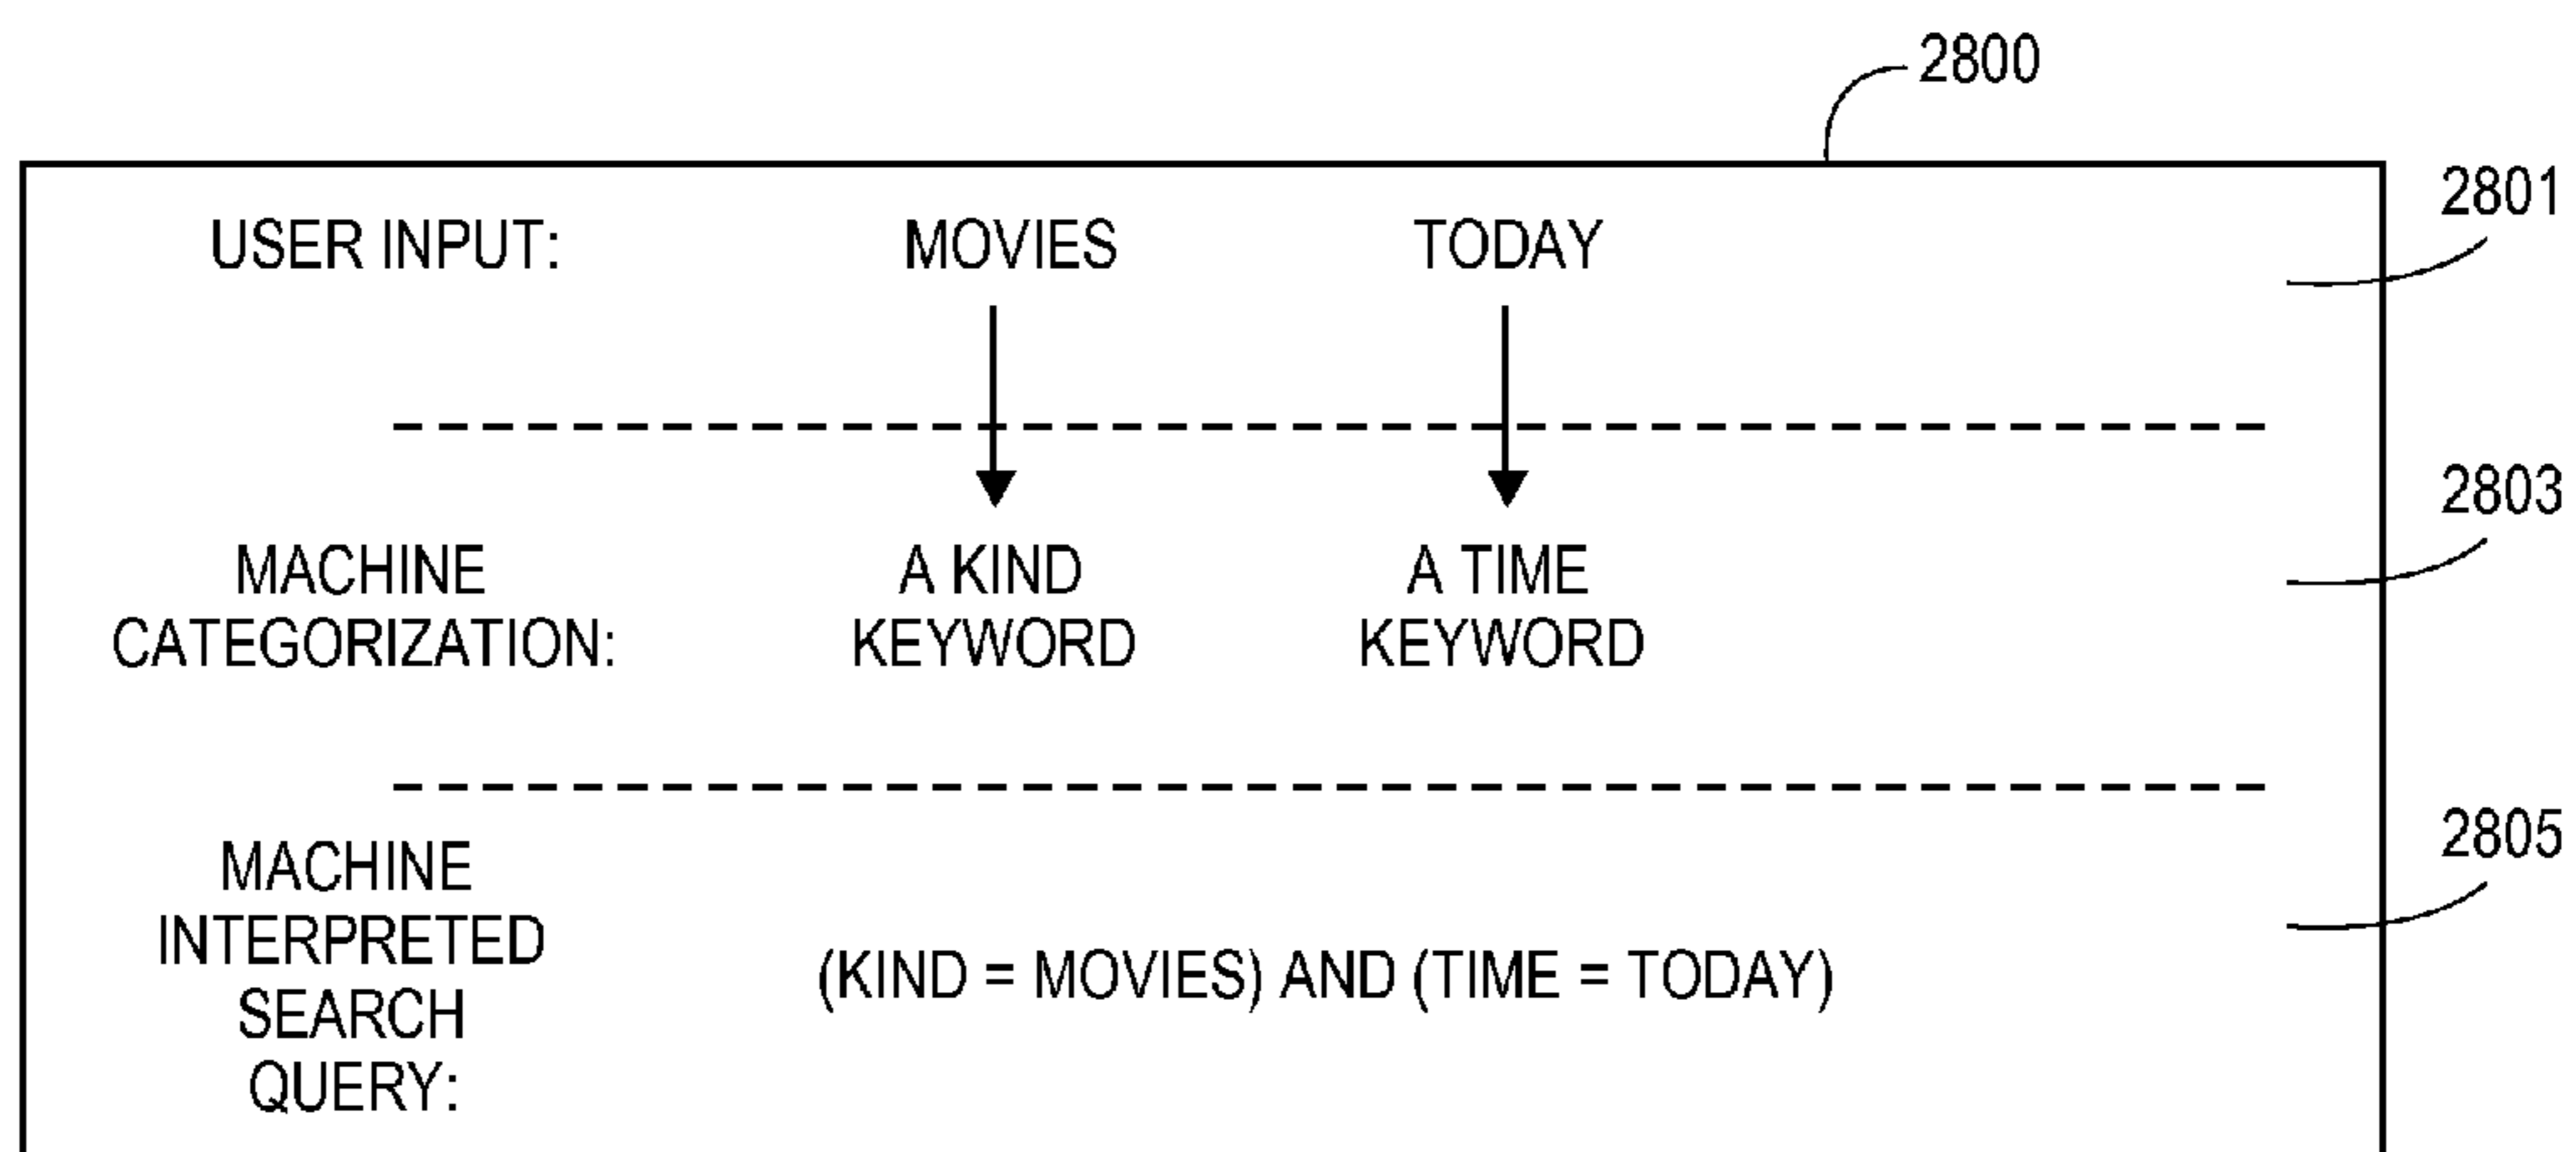 2800
2801
USER INPUT: MOVIES TODAY
2803
MACHINE A KIND A TIME
CATEGORIZATION: KEYWORD KEYWORD
2805
MACHINE
INTERPRETED
(KIND = MOVIES) AND (TIME = TODAY)
SEARCH
QUERY: